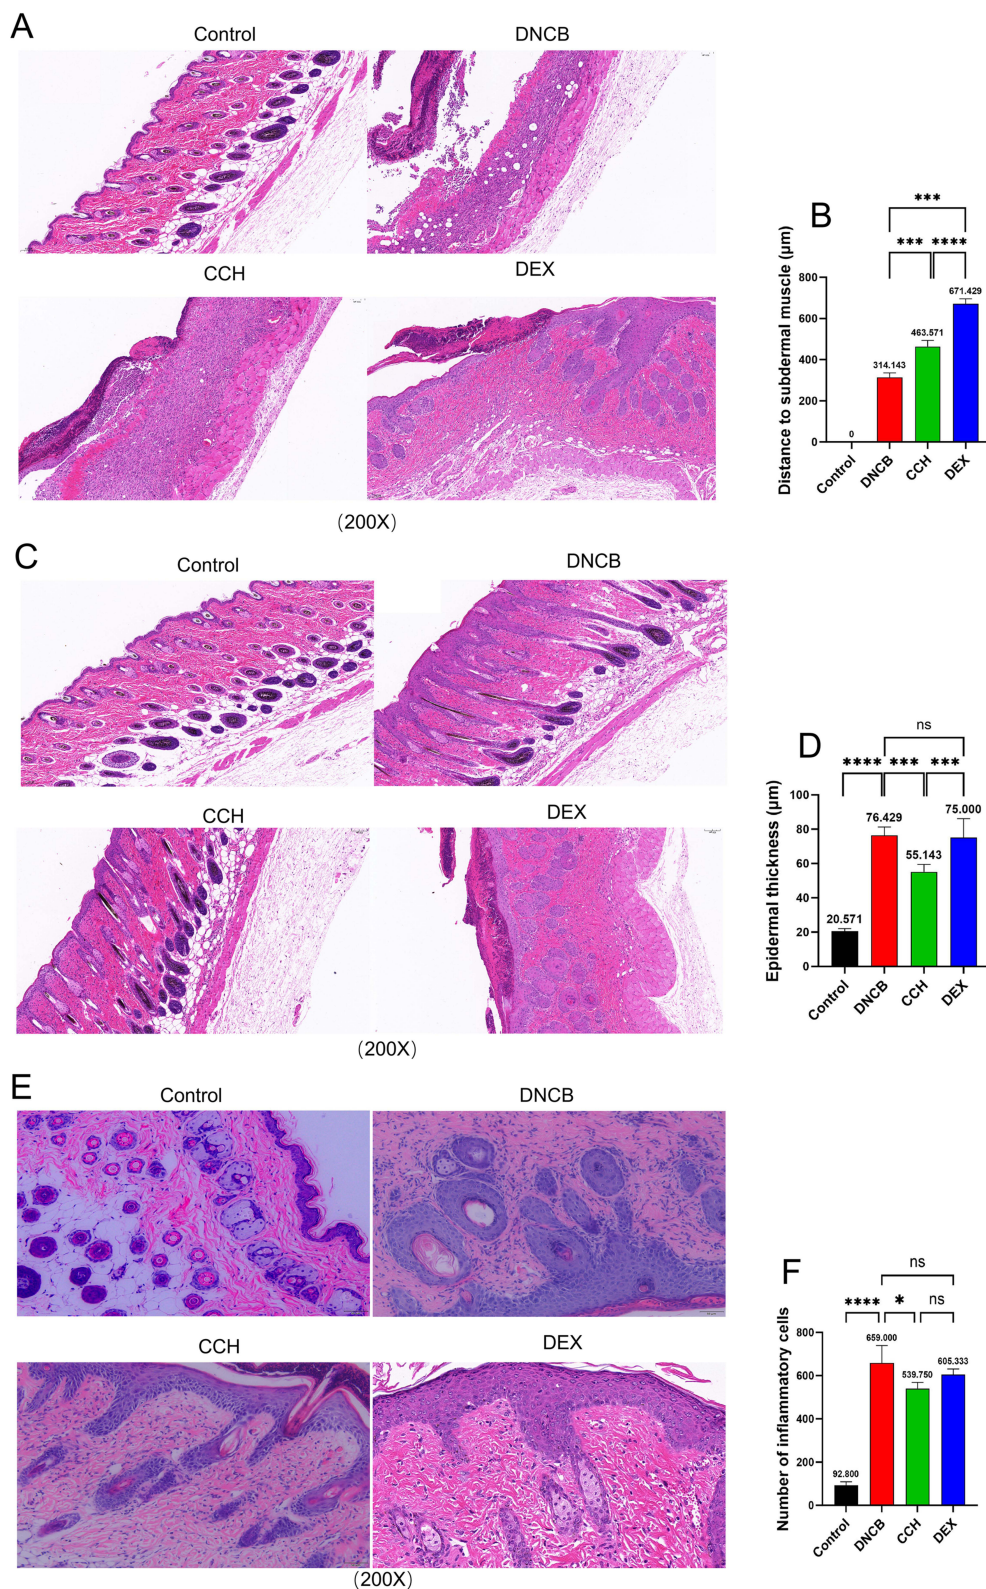 A
Control
DNCB
CCH
DEX
(200X)
B
Distance to subdermal muscle (μm)
800
600
400
200
0
***
*** ****
0
314.143
463.571
671.429
Control
DNCB
CCH
DEX
C
Control
DNCB
CCH
DEX
(200X)
D
Epidermal thickness (μm)
100
80
60
40
20
0
ns
**** *** ***
20.571
76.429
55.143
75.000
Control
DNCB
CCH
DEX
E
Control
DNCB
CCH
DEX
(200X)
F
Number of inflammatory cells
800
600
400
200
0
ns
**** * ns
92.800
659.000
539.750
605.333
Control
DNCB
CCH
DEX